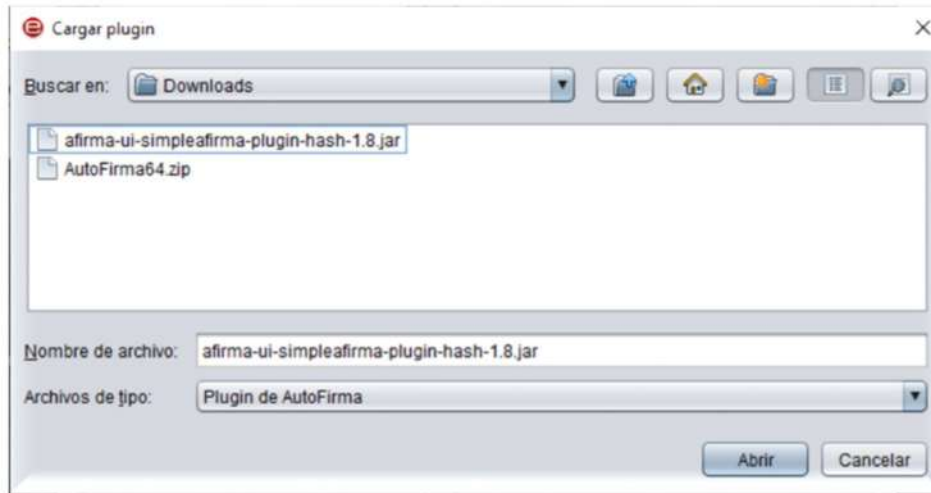 Cargar plugin
Buscar en: Downloads
afirma-ui-simpleafirma-plugin-hash-1.8.jar
AutoFirma64.zip
Nombre de archivo: afirma-ui-simpleafirma-plugin-hash-1.8.jar
Archivos de tipo: Plugin de AutoFirma
Abrir Cancelar